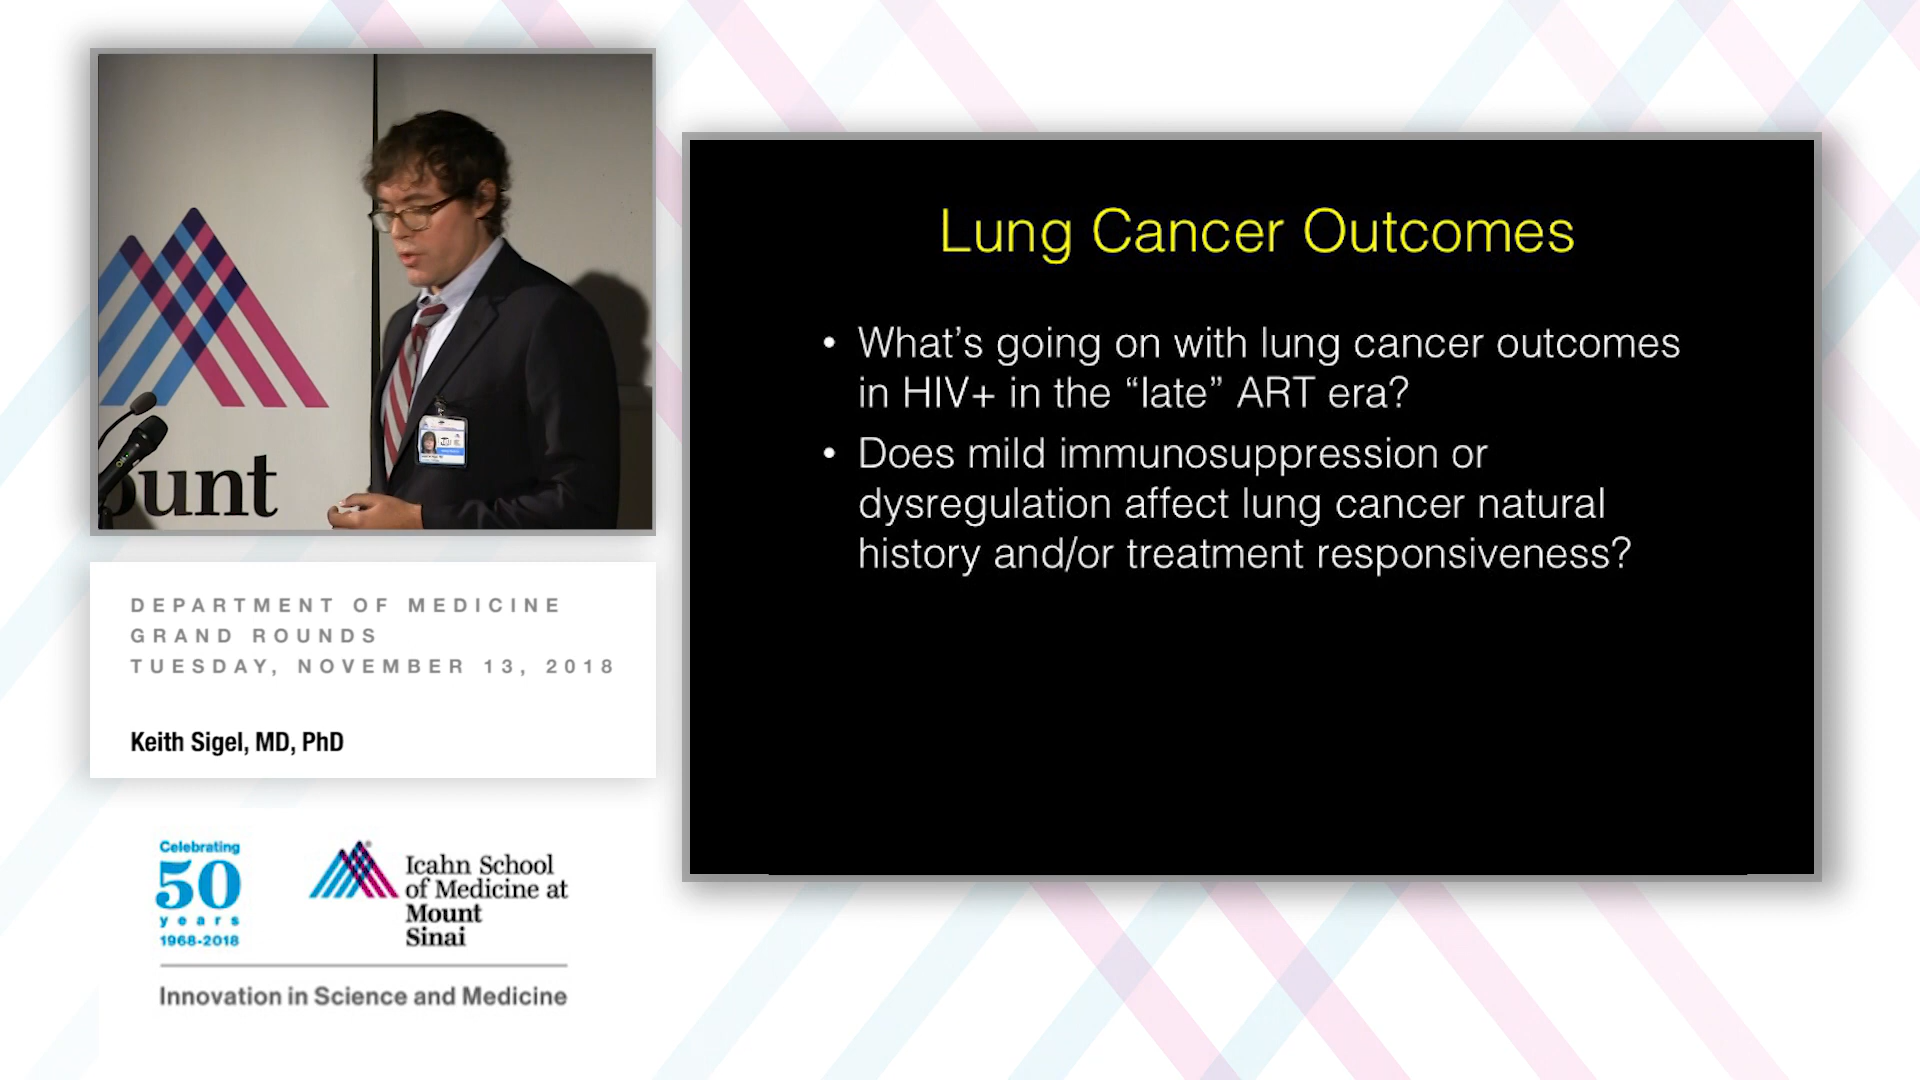 ount
DEPARTMENT OF MEDICINE
GRAND ROUNDS
TUESDAY, NOVEMBER 13, 2018
Keith Sigel, MD, PhD
Celebrating
50
years
1968-2018
Icahn School
of Medicine at
Mount
Sinai
Innovation in Science and Medicine
Lung Cancer Outcomes
• What’s going on with lung cancer outcomes
in HIV+ in the “late” ART era?
• Does mild immunosuppression or
dysregulation affect lung cancer natural
history and/or treatment responsiveness?